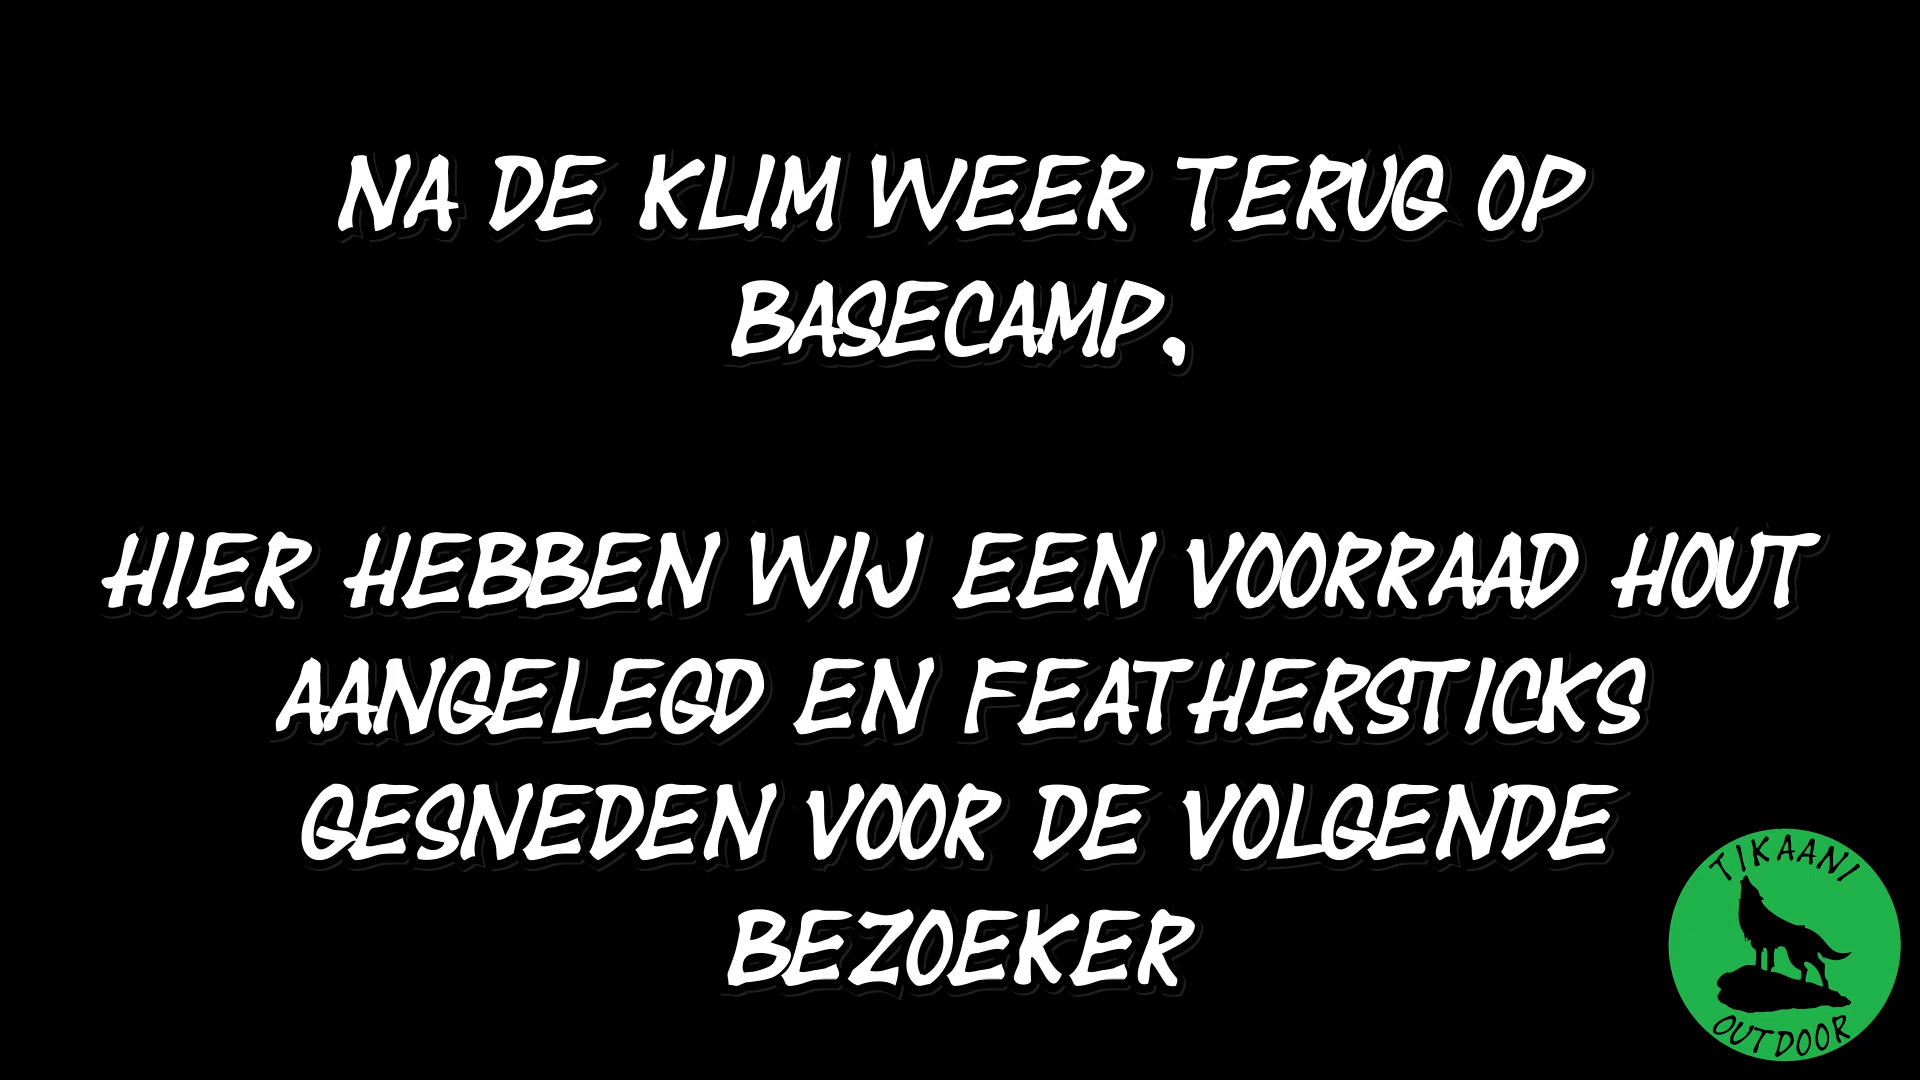 NA DE KLIM WEER TERUG OP
BASECAMP.
HIER HEBBEN WIJ EEN VOORRAAD HOUT
AANGELEGD EN FEATHERSTICKS
GESNEDEN VOOR DE VOLGENDE
BEZOEKER
TIKAANI
OUTDOOR